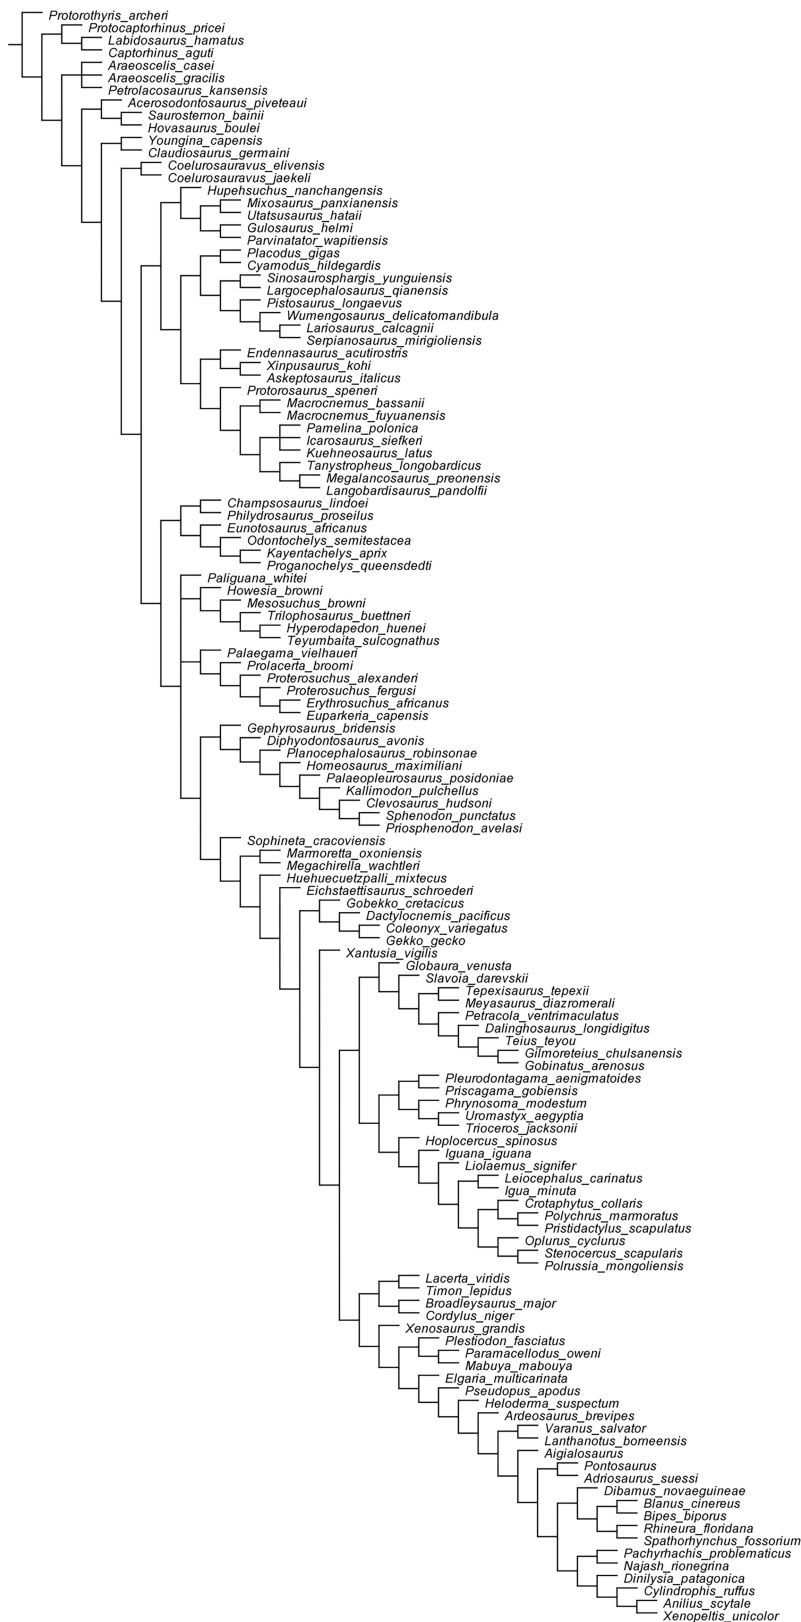 Protorothyris_archeri
Protocaptorhinus_pricei
Labidosaurus_hamatus
Captorhinus_aguti
Araeoscelis_casei
Araeoscelis_gracilis
Petrolacosaurus_kansensis
Acerosodontosaurus_piveteaui
Saurosternon_bainii
Hovasaurus_boulei
Youngina_capensis
Claudiosaurus_germaini
Coelurosauravus_elivensis
Coelurosauravus_jaekeli
Hupehsuchus_nanchangensis
Mixosaurus_panxianensis
Utatsusaurus_hataii
Gulosaurus_helmi
Parvinatator_wapitiensis
Placodus_gigas
Cyamodus_hildegardis
Sinosaurosphargis_yunguiensis
Largocephalosaurus_qianensis
Pistosaurus_longaevus
Wumengosaurus_delicatomandibula
Lariosaurus_calcagnii
Serpianosaurus_mirigioliensis
Endennasaurus_acutirostris
Xinpusaurus_kohi
Askeptosaurus_italicus
Protorosaurus_speneri
Macrocnemus_bassanii
Macrocnemus_fuyuanensis
Pamelina_polonica
Icarosaurus_siefkeri
Kuehneosaurus_latus
Tanystropheus_longobardicus
Megalancosaurus_preonensis
Langobardisaurus_pandolfii
Champsosaurus_lindoei
Philydrosaurus_proseilus
Eunotosaurus_africanus
Odontochelys_semitestacea
Kayentachelys_aprix
Proganochelys_queensdedti
Paliguana_whitei
Howesia_browni
Mesosuchus_browni
Trilophosaurus_buettneri
Hyperodapedon_huenei
Teyumbaita_sulcognathus
Palaegama_vielhaueri
Prolacerta_broomi
Proterosuchus_alexanderi
Proterosuchus_fergusi
Erythrosuchus_africanus
Euparkeria_capensis
Gephyrosaurus_bridensis
Diphyodontosaurus_avonis
Planocephalosaurus_robinsonae
Homeosaurus_maximiliani
Palaeopleurosaurus_posidoniae
Kallimodon_pulchellus
Clevosaurus_hudsoni
Sphenodon_punctatus
Priosphenodon_avelasi
Sophineta_cracoviensis
Marmoretta_oxoniensis
Megachirella_wachtleri
Huehuecuetzpalli_mixtecus
Eichstaettisaurus_schroederi
Gobekko_cretacicus
Dactylocnemis_pacificus
Coleonyx_variegatus
Gekko_gecko
Xantusia_vigilis
Globaura_venusta
Slavoia_darevskii
Tepexisaurus_tepexii
Meyasaurus_diazromerali
Petracola_ventrimaculatus
Dalinghosaurus_longidigitus
Teius_teyou
Gilmoreteius_chulsanensis
Gobinatus_arenosus
Pleurodontagama_aenigmatoides
Priscagama_gobiensis
Phrynosoma_modestum
Uromastyx_aegyptia
Trioceros_jacksonii
Hoplocercus_spinosus
Iguana_iguana
Liolaemus_signifer
Leiocephalus_carinatus
Igua_minuta
Crotaphytus_collaris
Polychrus_marmoratus
Pristidactylus_scapulatus
Oplurus_cyclurus
Stenocercus_scapularis
Polrussia_mongoliensis
Lacerta_viridis
Timon_lepidus
Broadleysaurus_major
Cordylus_niger
Xenosaurus_grandis
Plestiodon_fasciatus
Paramacellodus_oweni
Mabuya_mabouya
Elgaria_multicarinata
Pseudopus_apodus
Heloderma_suspectum
Ardeosaurus_brevipes
Varanus_salvator
Lanthanotus_borneensis
Aigialosaurus
Pontosaurus
Adriosaurus_suessi
Dibamus_novaeguineae
Blanus_cinereus
Bipes_biporus
Rhineura_floridana
Spathorhynchus_fossorium
Pachyrhachis_problematicus
Najash_rionegrina
Dinilysia_patagonica
Cylindrophis_ruffus
Anilius_scytale
Xenopeltis_unicolor